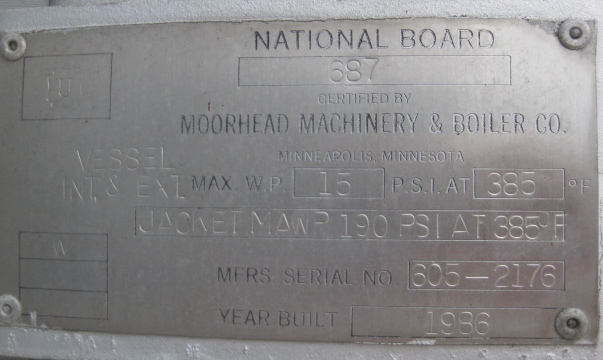 NATIONAL BOARD
U
687
CERTIFIED BY
MOORHEAD MACHINERY & BOILER CO.
MINNEAPOLIS, MINNESOTA
VESSEL
INT. & EXT. MAX. W.P. 15 P.S.I. AT 385 °F
JACKET MAWP 190 PSI AT 385°F
W
MFRS SERIAL NO 605-2176
YEAR BUILT 1986